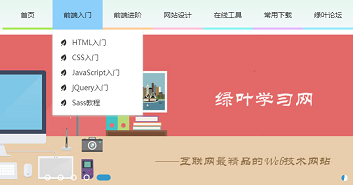 首页 前端入门 前端进阶 网站设计 在线工具 常用下载 绿叶论坛
HTML入门
CSS入门
JavaScript入门
jQuery入门
Sass教程
绿叶学习网
——互联网最精品的Web技术网站